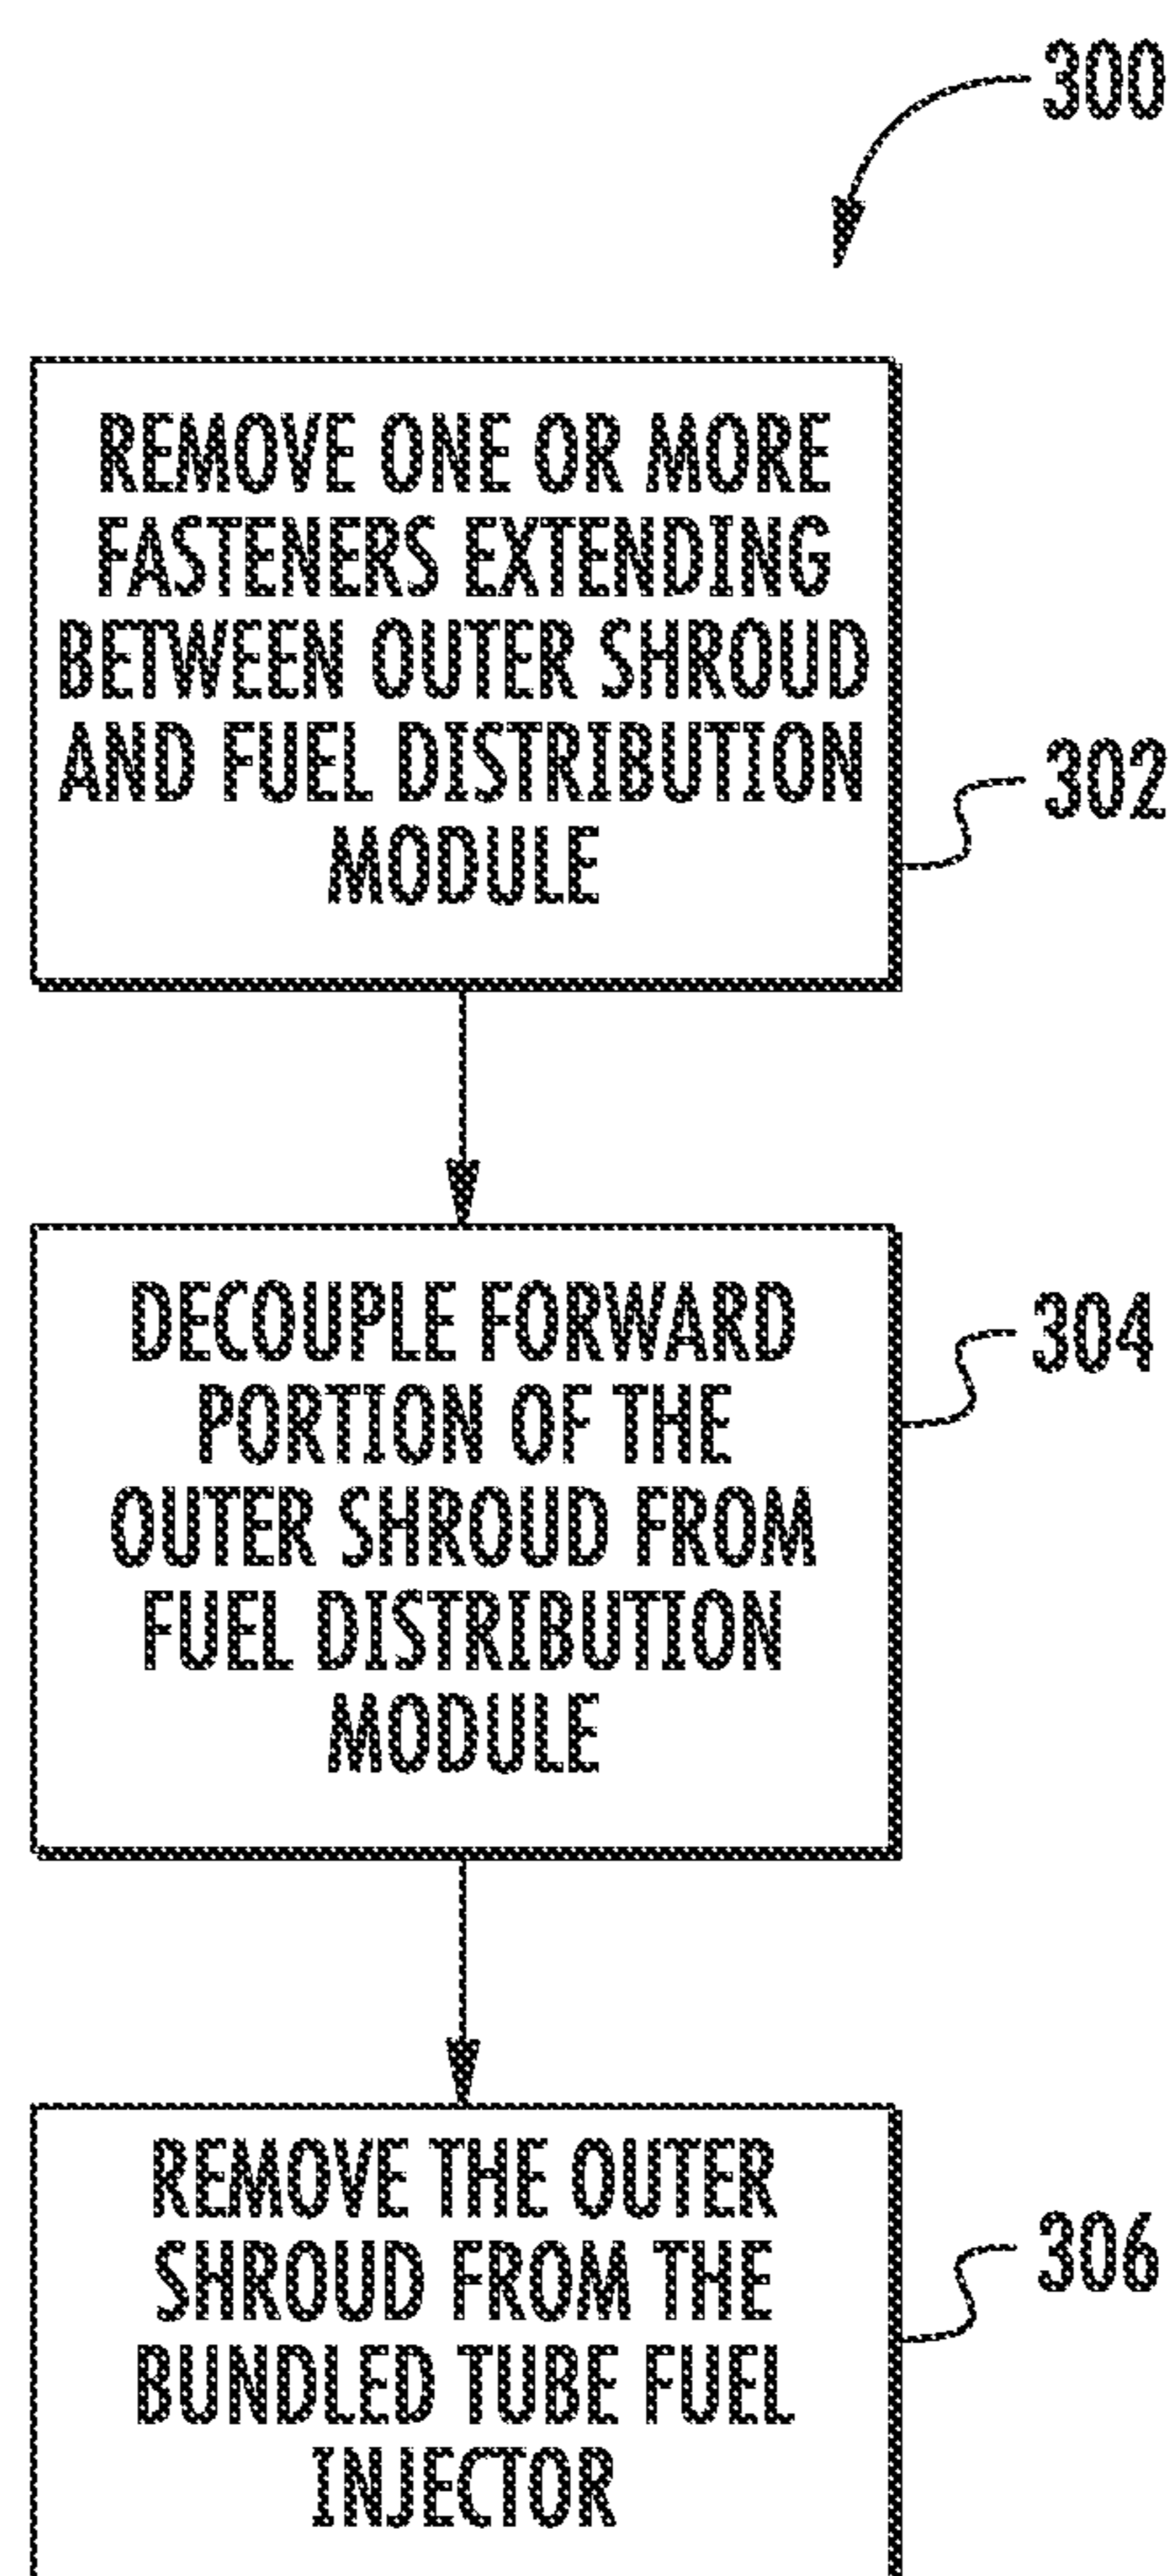 300
REMOVE ONE OR MORE
FASTENERS EXTENDING
BETWEEN OUTER SHROUD
AND FUEL DISTRIBUTION
MODULE
302
DECOUPLE FORWARD
PORTION OF THE
OUTER SHROUD FROM
FUEL DISTRIBUTION
MODULE
304
REMOVE THE OUTER
SHROUD FROM THE
BUNDLED TUBE FUEL
INJECTOR
306